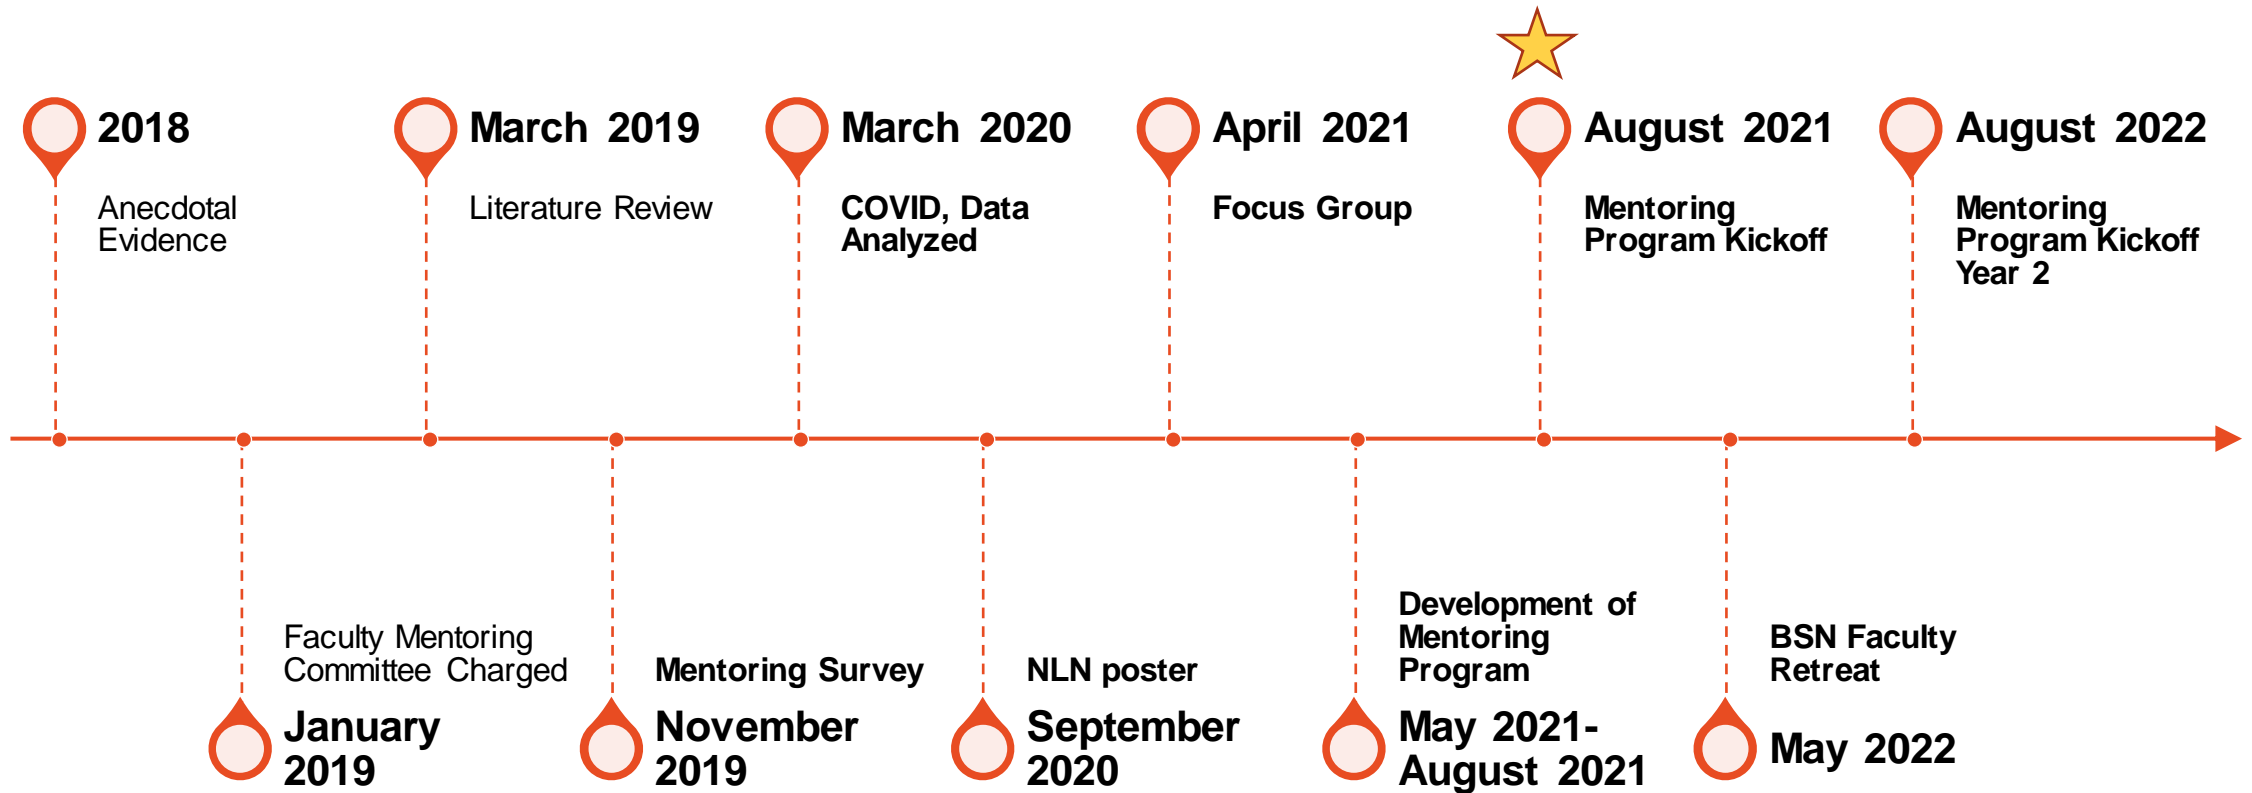 2018
Anecdotal
Evidence
March 2019
Literature Review
March 2020
COVID, Data
Analyzed
April 2021
Focus Group
August 2021
Mentoring
Program Kickoff
August 2022
Mentoring
Program Kickoff
Year 2
Faculty Mentoring
Committee Charged
January
2019
Mentoring Survey
November
2019
NLN poster
September
2020
Development of
Mentoring
Program
May 2021-
August 2021
BSN Faculty
Retreat
May 2022